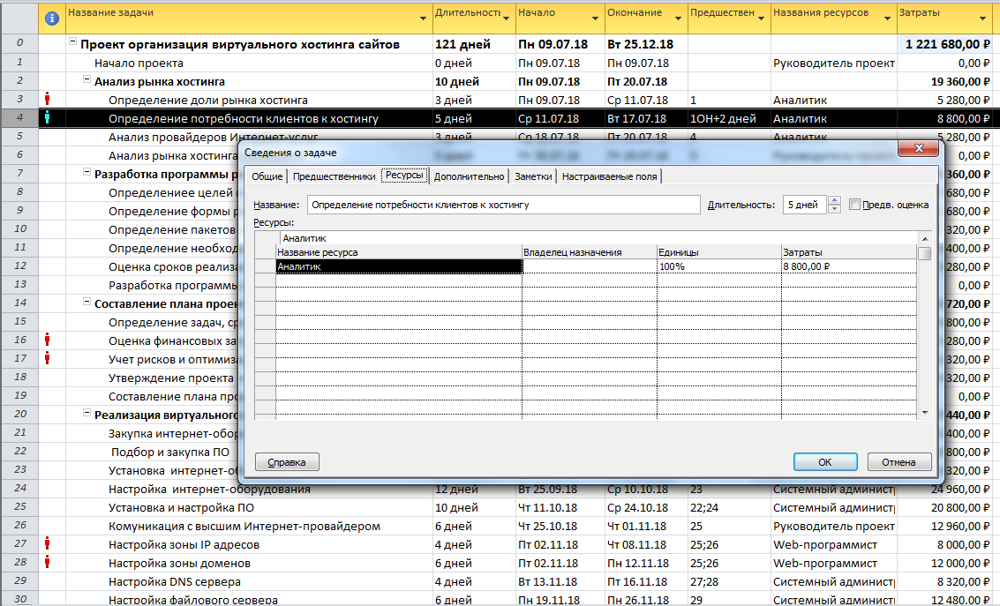 Название задачи Длительность Начало Окончание Предшествен Названия ресурсов Затраты
0 Проект организация виртуального хостинга сайтов 121 дней Пн 09.07.18 Вт 25.12.18 1 221 680,00 ₽
1 Начало проекта 0 дней Пн 09.07.18 Пн 09.07.18 Руководитель проект 0,00 ₽
2 Анализ рынка хостинга 10 дней Пн 09.07.18 Пт 20.07.18 19 360,00 ₽
3 Определение доли рынка хостинга 3 дней Пн 09.07.18 Ср 11.07.18 1 Аналитик 5 280,00 ₽
4 Определение потребности клиентов к хостингу 5 дней Ср 11.07.18 Вт 17.07.18 1ОН+2 дней Аналитик 8 800,00 ₽
5 Анализ провайдеров Интернет-услуг 3 дней Ср 18.07.18 Пт 20.07.18 4 Аналитик 5 280,00 ₽
6 Анализ рынка хостинга 0,00 ₽
7 Разработка программы р 360,00 ₽
8 Определениее целей 680,00 ₽
9 Определение формы р 680,00 ₽
10 Определение пакетов 320,00 ₽
11 Определение необход 400,00 ₽
12 Оценка сроков реализа 280,00 ₽
13 Разработка программы 0,00 ₽
14 Составление плана проек 720,00 ₽
15 Определение задач, ср 800,00 ₽
16 Оценка финансовых за 280,00 ₽
17 Учет рисков и оптимиза 320,00 ₽
18 Утверждение проекта 320,00 ₽
19 Составление плана про 0,00 ₽
20 Реализация виртуального 440,00 ₽
21 Закупка интернет-обор 400,00 ₽
22 Подбор и закупка ПО 800,00 ₽
23 Установка интернет-об 320,00 ₽
24 Настройка интернет-оборудования 12 дней Вт 25.09.18 Ср 10.10.18 23 Системный админист 24 960,00 ₽
25 Установка и настройка ПО 10 дней Чт 11.10.18 Ср 24.10.18 22;24 Системный админист 20 800,00 ₽
26 Комуникация с высшим Интернет-провайдером 6 дней Чт 25.10.18 Чт 01.11.18 25 Руководитель проект 12 960,00 ₽
27 Настройка зоны IP адресов 4 дней Пт 02.11.18 Чт 08.11.18 25;26 Web-программист 8 000,00 ₽
28 Настройка зоны доменов 6 дней Пт 02.11.18 Пн 12.11.18 25;26 Web-программист 12 000,00 ₽
29 Настройка DNS сервера 4 дней Вт 13.11.18 Пт 16.11.18 27;28 Системный админист 8 320,00 ₽
30 Настройка файлового сервера 6 дней Пн 19.11.18 Пн 26.11.18 29 Системный админист 12 480,00 ₽
Сведения о задаче
Общие Предшественники Ресурсы Дополнительно Заметки Настраиваемые поля
Название: Определение потребности клиентов к хостингу Длительность: 5 дней Предв. оценка
Ресурсы:
Аналитик
Название ресурса Владелец назначения Единицы Затраты
Аналитик 100% 8 800,00 ₽
Справка OK Отмена